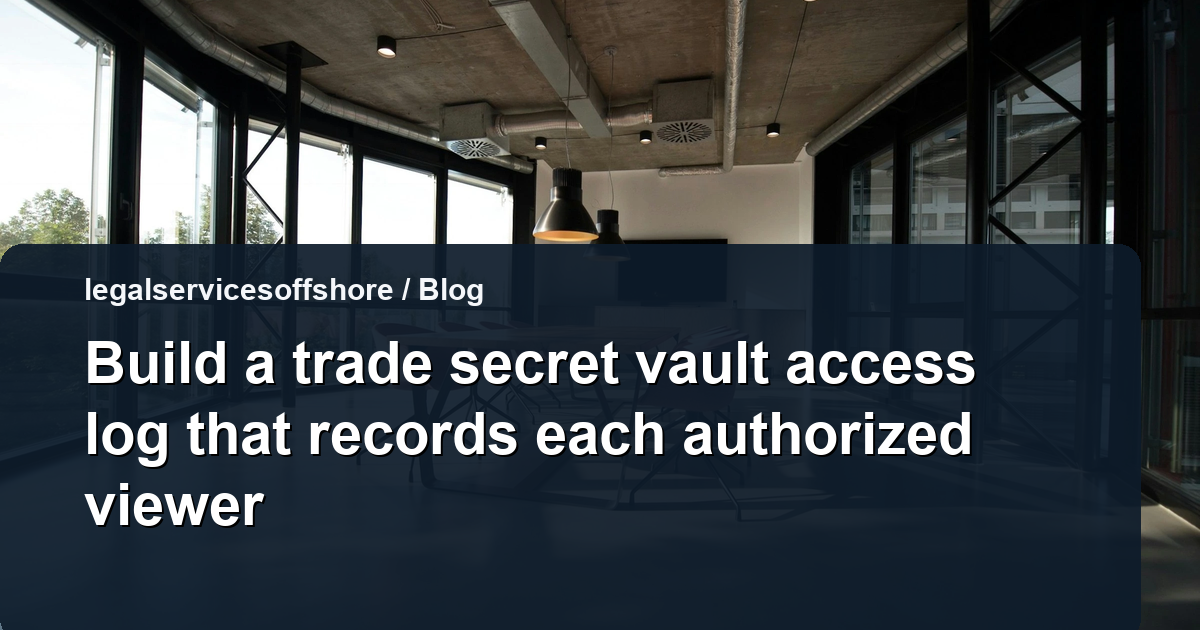 legalservicesoffshore / Blog
Build a trade secret vault access
log that records each authorized
viewer